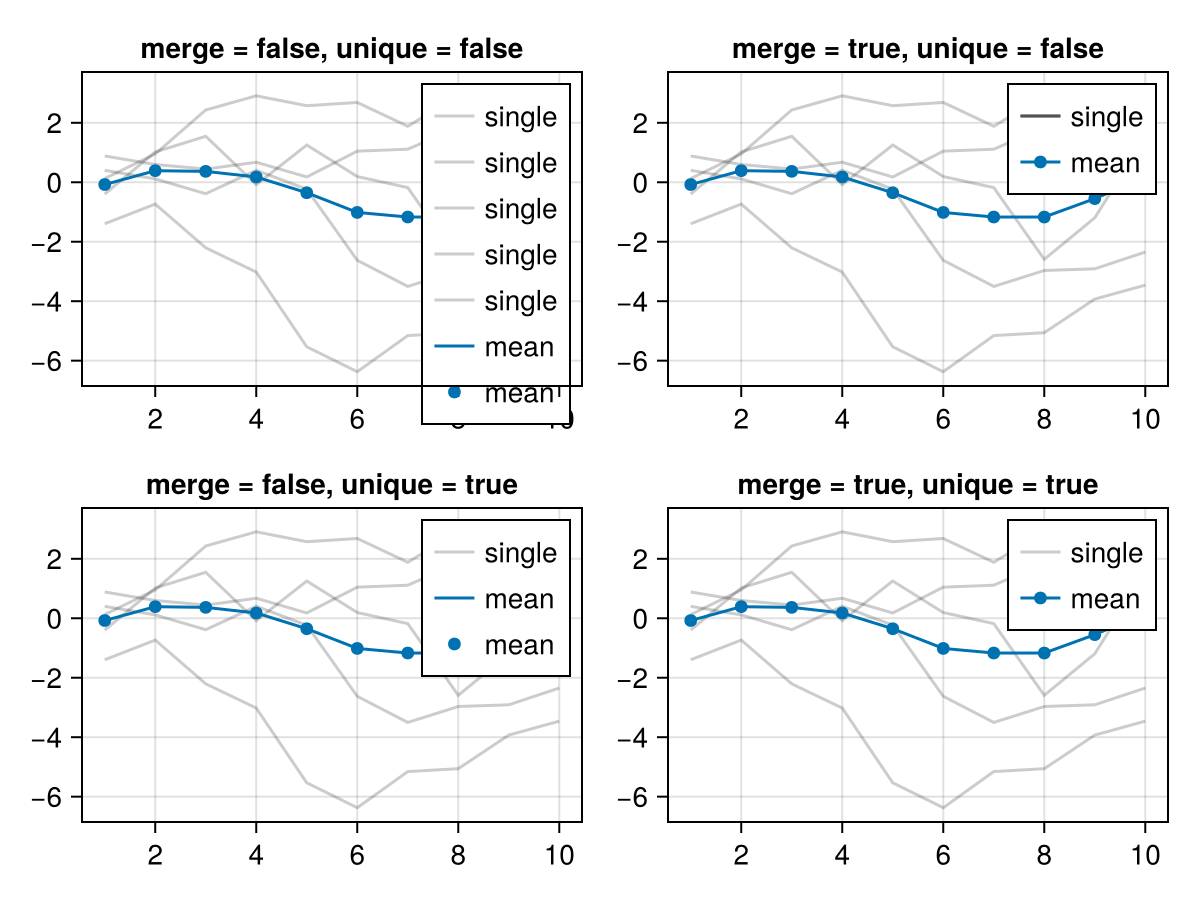 merge = false, unique = false
2
0
−2
−4
−6
2
4
6
8
10
single
single
single
single
single
mean
mean
merge = true, unique = false
2
0
−2
−4
−6
2
4
6
8
10
single
mean
merge = false, unique = true
2
0
−2
−4
−6
2
4
6
8
10
single
mean
mean
merge = true, unique = true
2
0
−2
−4
−6
2
4
6
8
10
single
mean